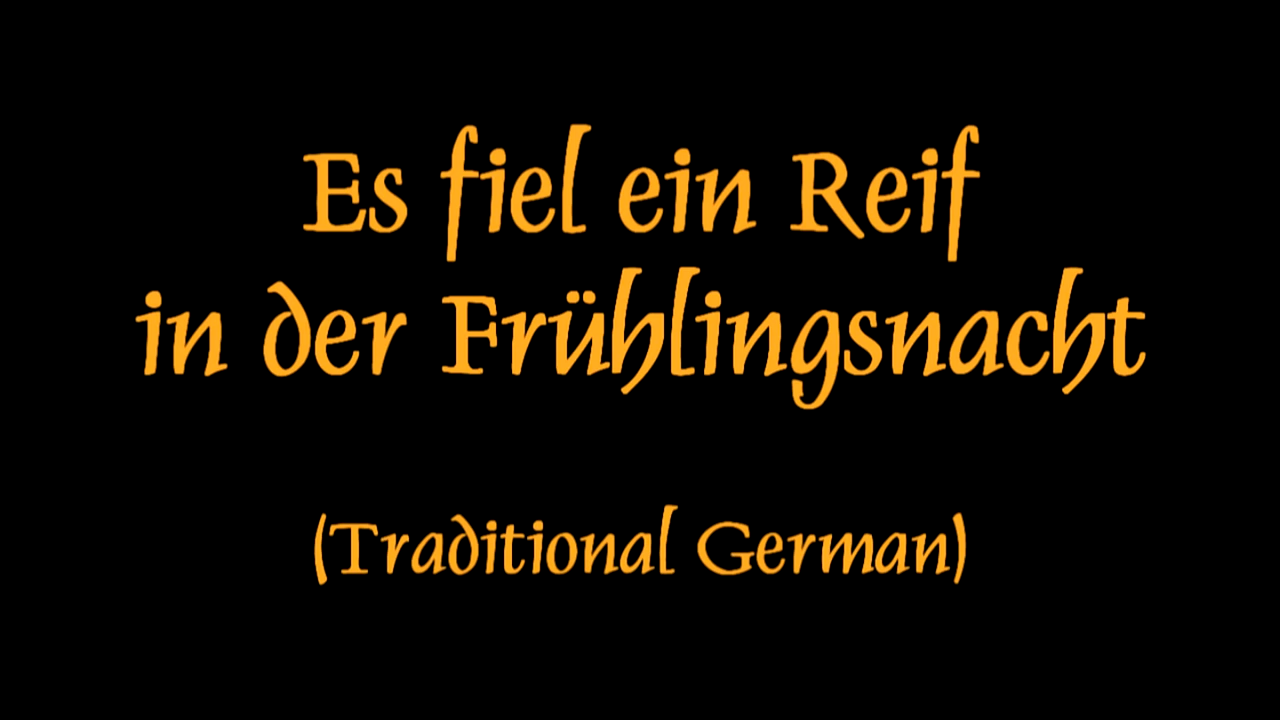 Es fiel ein Reif
in der Frühlingsnacht
(Traditional German)